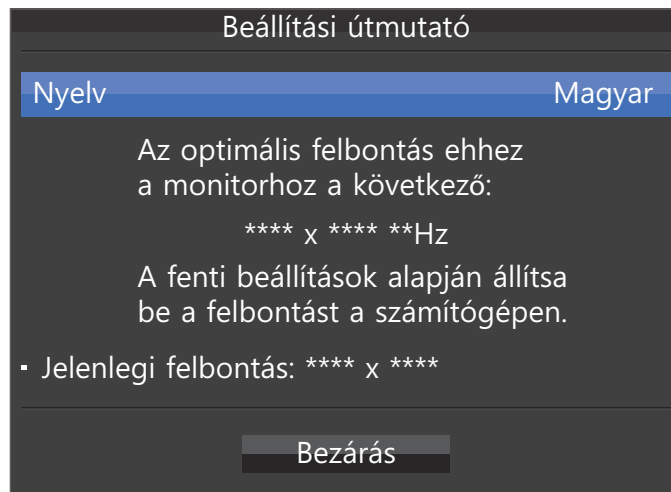 Beállítási útmutató
Nyelv Magyar
Az optimális felbontás ehhez
a monitorhoz a következő:
**** x **** **Hz
A fenti beállítások alapján állítsa
be a felbontást a számítógépen.
▪ Jelenlegi felbontás: **** x ****
Bezárás